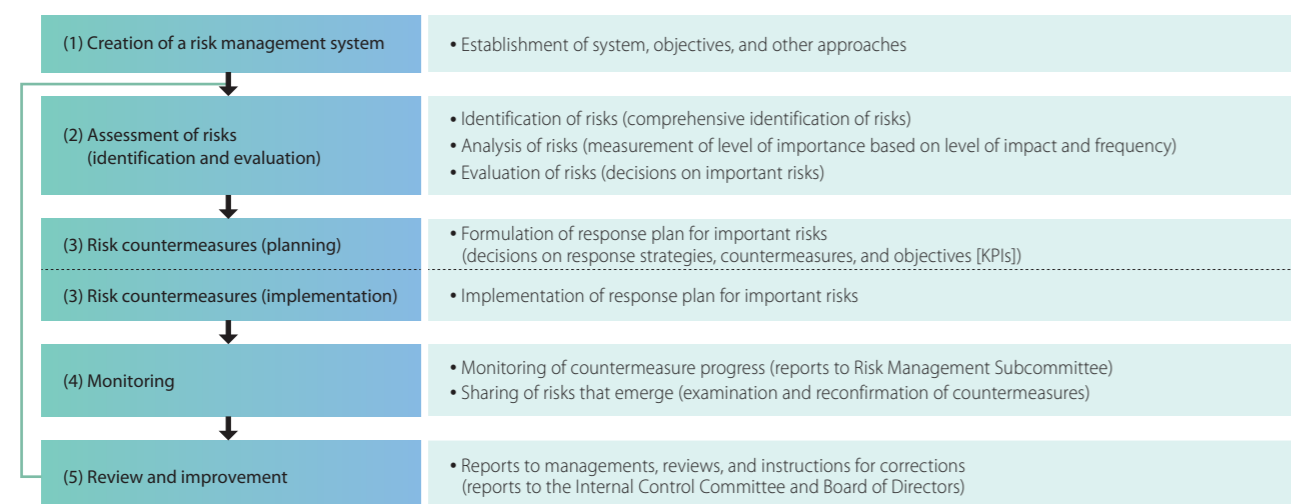 (1) Creation of a risk management system
• Establishment of system, objectives, and other approaches
(2) Assessment of risks
(identification and evaluation)
• Identification of risks (comprehensive identification of risks)
• Analysis of risks (measurement of level of importance based on level of impact and frequency)
• Evaluation of risks (decisions on important risks)
(3) Risk countermeasures (planning)
• Formulation of response plan for important risks
(decisions on response strategies, countermeasures, and objectives [KPIs])
(3) Risk countermeasures (implementation)
• Implementation of response plan for important risks
(4) Monitoring
• Monitoring of countermeasure progress (reports to Risk Management Subcommittee)
• Sharing of risks that emerge (examination and reconfirmation of countermeasures)
(5) Review and improvement
• Reports to managements, reviews, and instructions for corrections
(reports to the Internal Control Committee and Board of Directors)